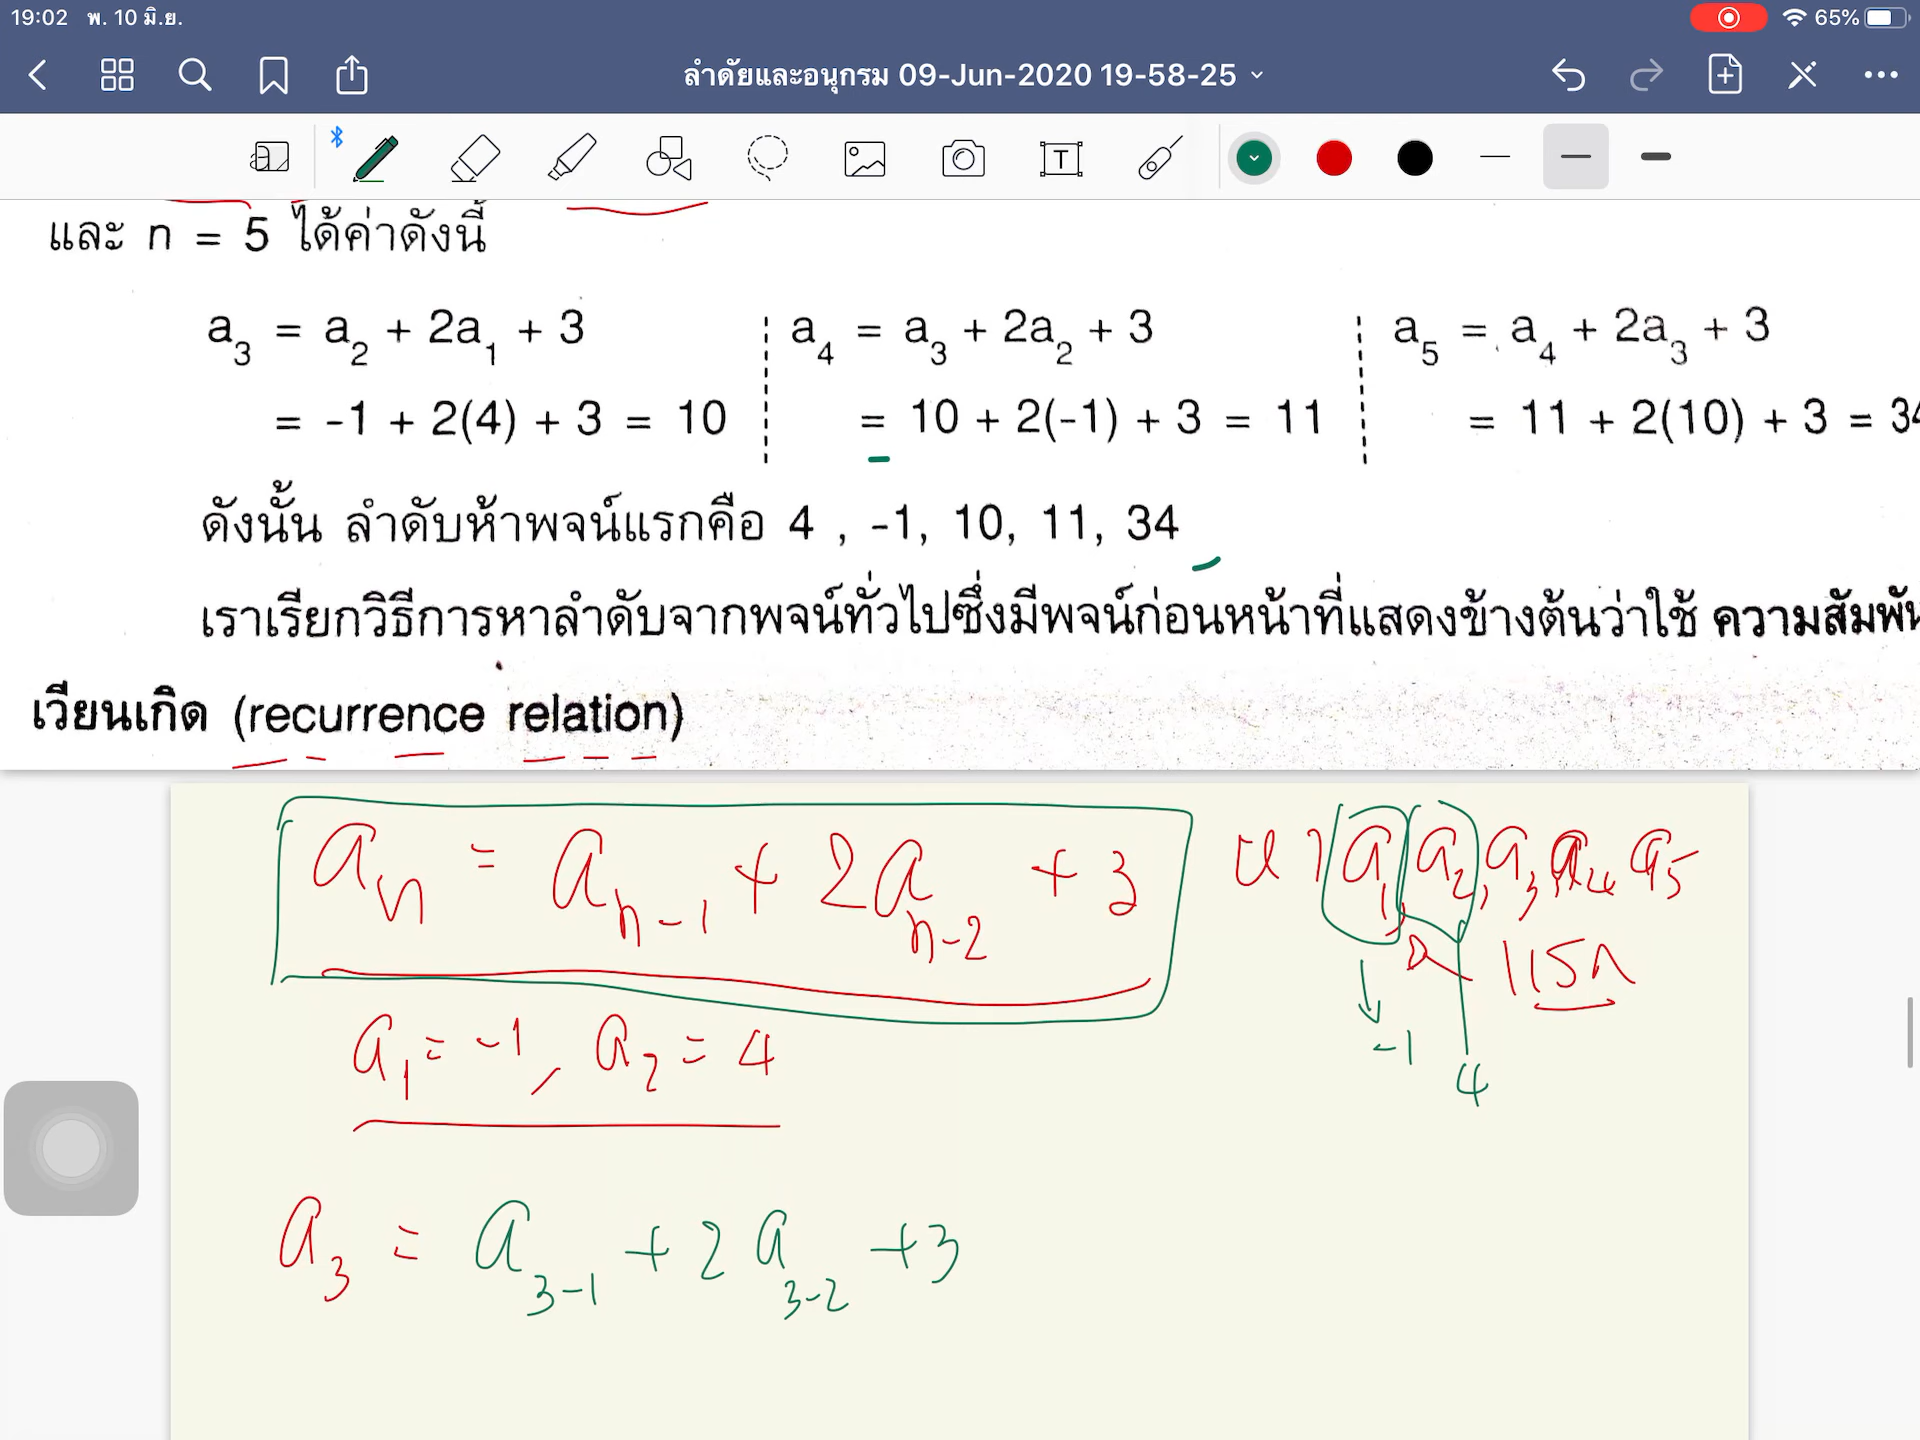 19:02 พ. 10 มิ.ย. 65%
ลำดัยและอนุกรม 09-Jun-2020 19-58-25
และ n = 5 ได้ค่าดังนี้
a₃ = a₂ + 2a₁ + 3 a₄ = a₃ + 2a₂ + 3 a₅ = a₄ + 2a₃ + 3
= -1 + 2(4) + 3 = 10 = 10 + 2(-1) + 3 = 11 = 11 + 2(10) + 3 = 34
ดังนั้น ลำดับห้าพจน์แรกคือ 4 , -1, 10, 11, 34
เราเรียกวิธีการหาลำดับจากพจน์ทั่วไปซึ่งมีพจน์ก่อนหน้าที่แสดงข้างต้นว่าใช้ ความสัมพัน
เวียนเกิด (recurrence relation)
aₙ = aₙ₋₁ + 2aₙ₋₂ + 3 a₁, a₂, a₃, a₄ a₅
a₁ = -1, a₂ = 4 -1 4
a₃ = a₃₋₁ + 2a₃₋₂ + 3